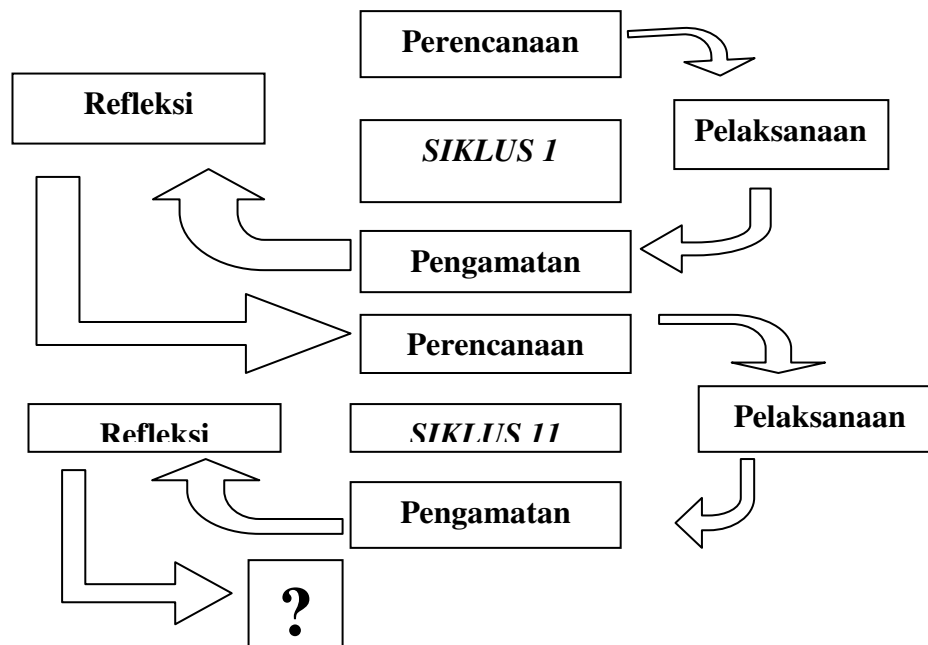 Perencanaan
Refleksi
Pelaksanaan
SIKLUS 1
Pengamatan
Perencanaan
Pelaksanaan
Refleksi
SIKLUS 11
Pengamatan
?